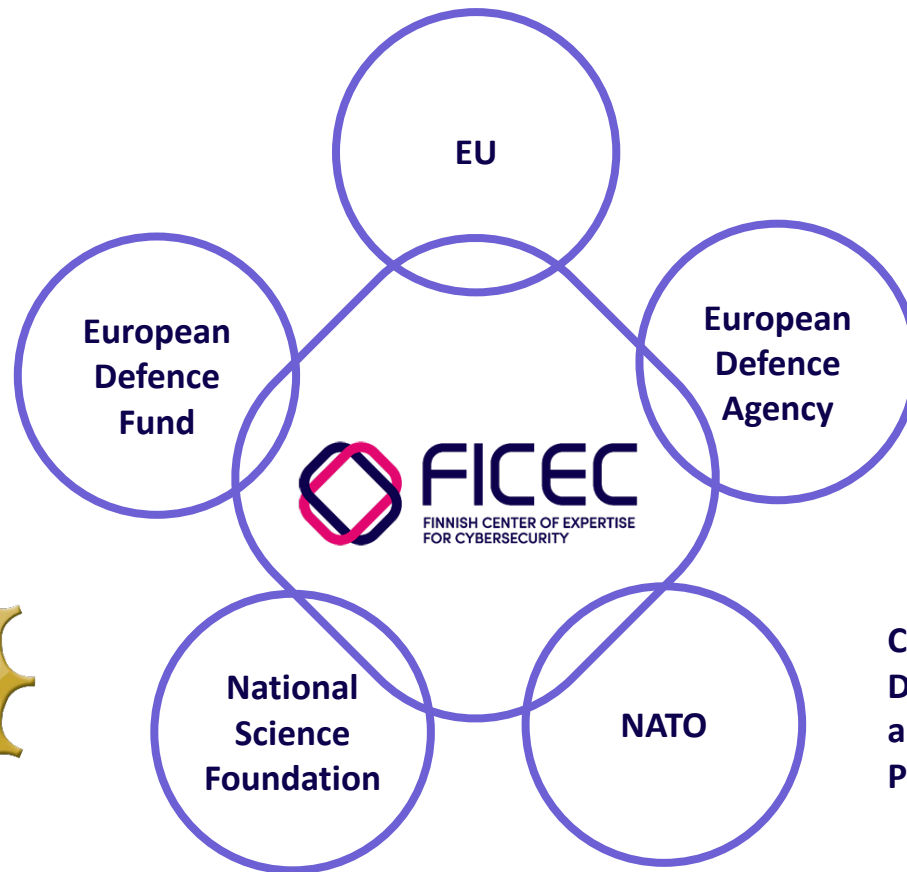 EU
European
Defence
Fund
European
Defence
Agency
FICEC
FINNISH CENTER OF EXPERTISE
FOR CYBERSECURITY
National
Science
Foundation
NATO